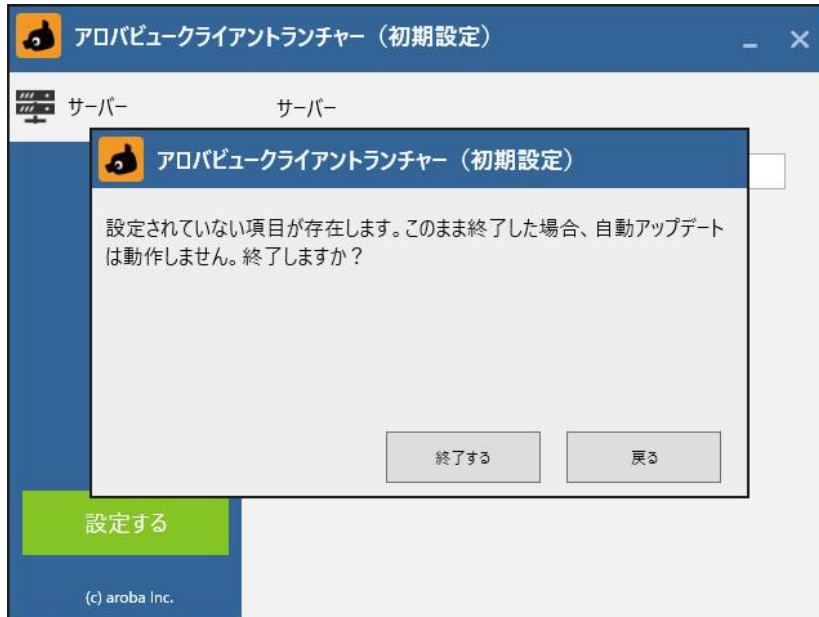 アロバビュークライアントランチャー（初期設定）
サーバー
サーバー
アロバビュークライアントランチャー（初期設定）
設定されていない項目が存在します。このまま終了した場合、自動アップデート
は動作しません。終了しますか？
終了する
戻る
設定する
(c) aroba Inc.